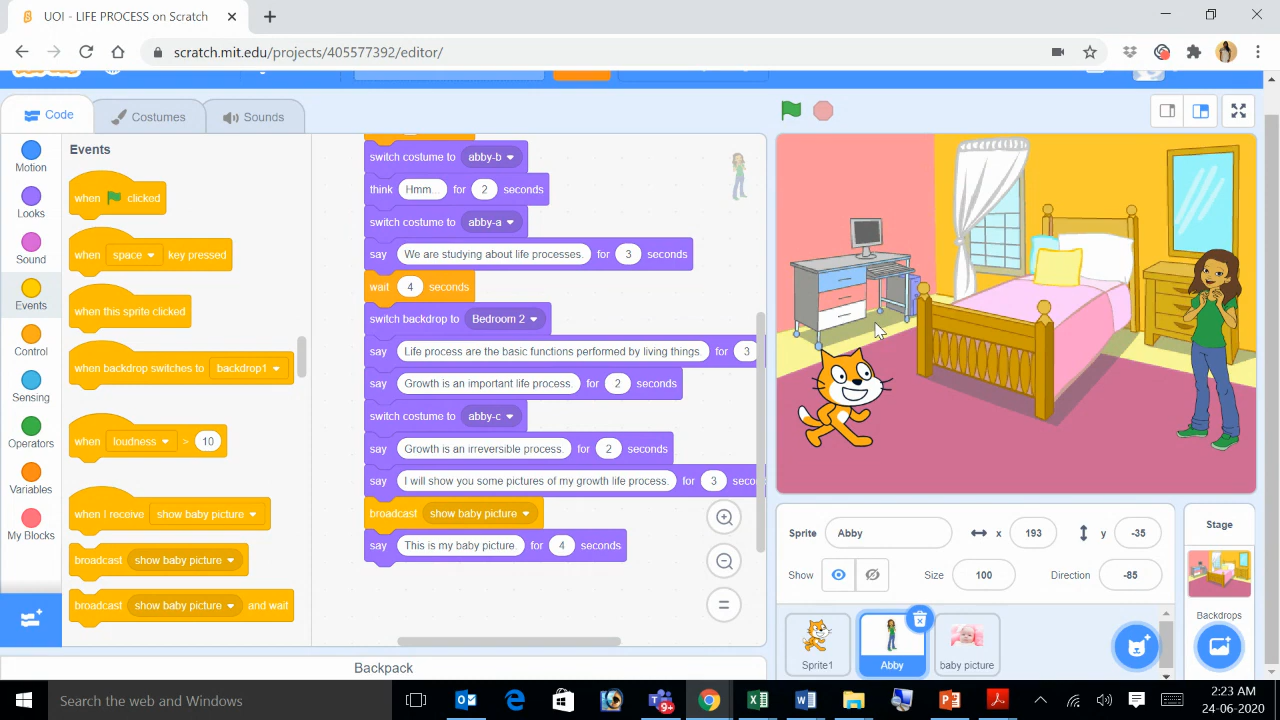 UOI - LIFE PROCESS on Scratch
scratch.mit.edu/projects/405577392/editor/
Code Costumes Sounds
Motion
Looks
Sound
Events
Control
Sensing
Operators
Variables
My Blocks
Events
when clicked
when space key pressed
when this sprite clicked
when backdrop switches to backdrop1
when loudness > 10
when I receive show baby picture
broadcast show baby picture
broadcast show baby picture and wait
switch costume to abby-b
think Hmm... for 2 seconds
switch costume to abby-a
say We are studying about life processes. for 3 seconds
wait 4 seconds
switch backdrop to Bedroom 2
say Life process are the basic functions performed by living things. for 3
say Growth is an important life process. for 2 seconds
switch costume to abby-c
say Growth is an irreversible process. for 2 seconds
say I will show you some pictures of my growth life process. for 3 seco
broadcast show baby picture
say This is my baby picture for 4 seconds
Sprite Abby x 193 y -35
Show Size 100 Direction -85
Sprite1 Abby baby picture
Stage
Backdrops
Backpack
Search the web and Windows
9+
2:23 AM
24-06-2020